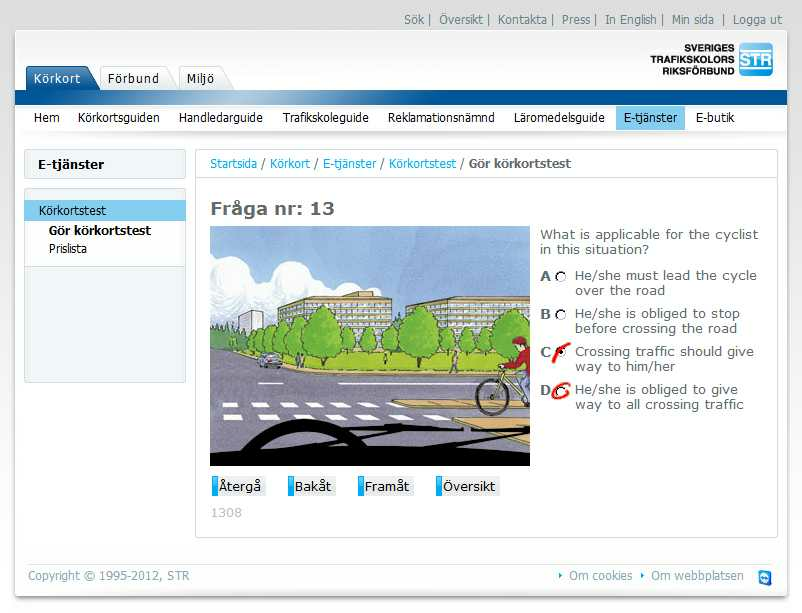 Sök | Översikt | Kontakta | Press | In English | Min sida | Logga ut
SVERIGES
TRAFIKSKOLORS
RIKSFÖRBUND
STR
Körkort Förbund Miljö
Hem Körkortsguiden Handledarguide Trafikskoleguide Reklamationsnämnd Läromedelsguide E-tjänster E-butik
E-tjänster
Startsida / Körkort / E-tjänster / Körkortstest / Gör körkortstest
Körkortstest
Gör körkortstest
Prislista
Fråga nr: 13
What is applicable for the cyclist
in this situation?
A He/she must lead the cycle
over the road
B He/she is obliged to stop
before crossing the road
C Crossing traffic should give
way to him/her
D He/she is obliged to give
way to all crossing traffic
Återgå Bakåt Framåt Översikt
1308
Copyright © 1995-2012, STR
Om cookies Om webbplatsen